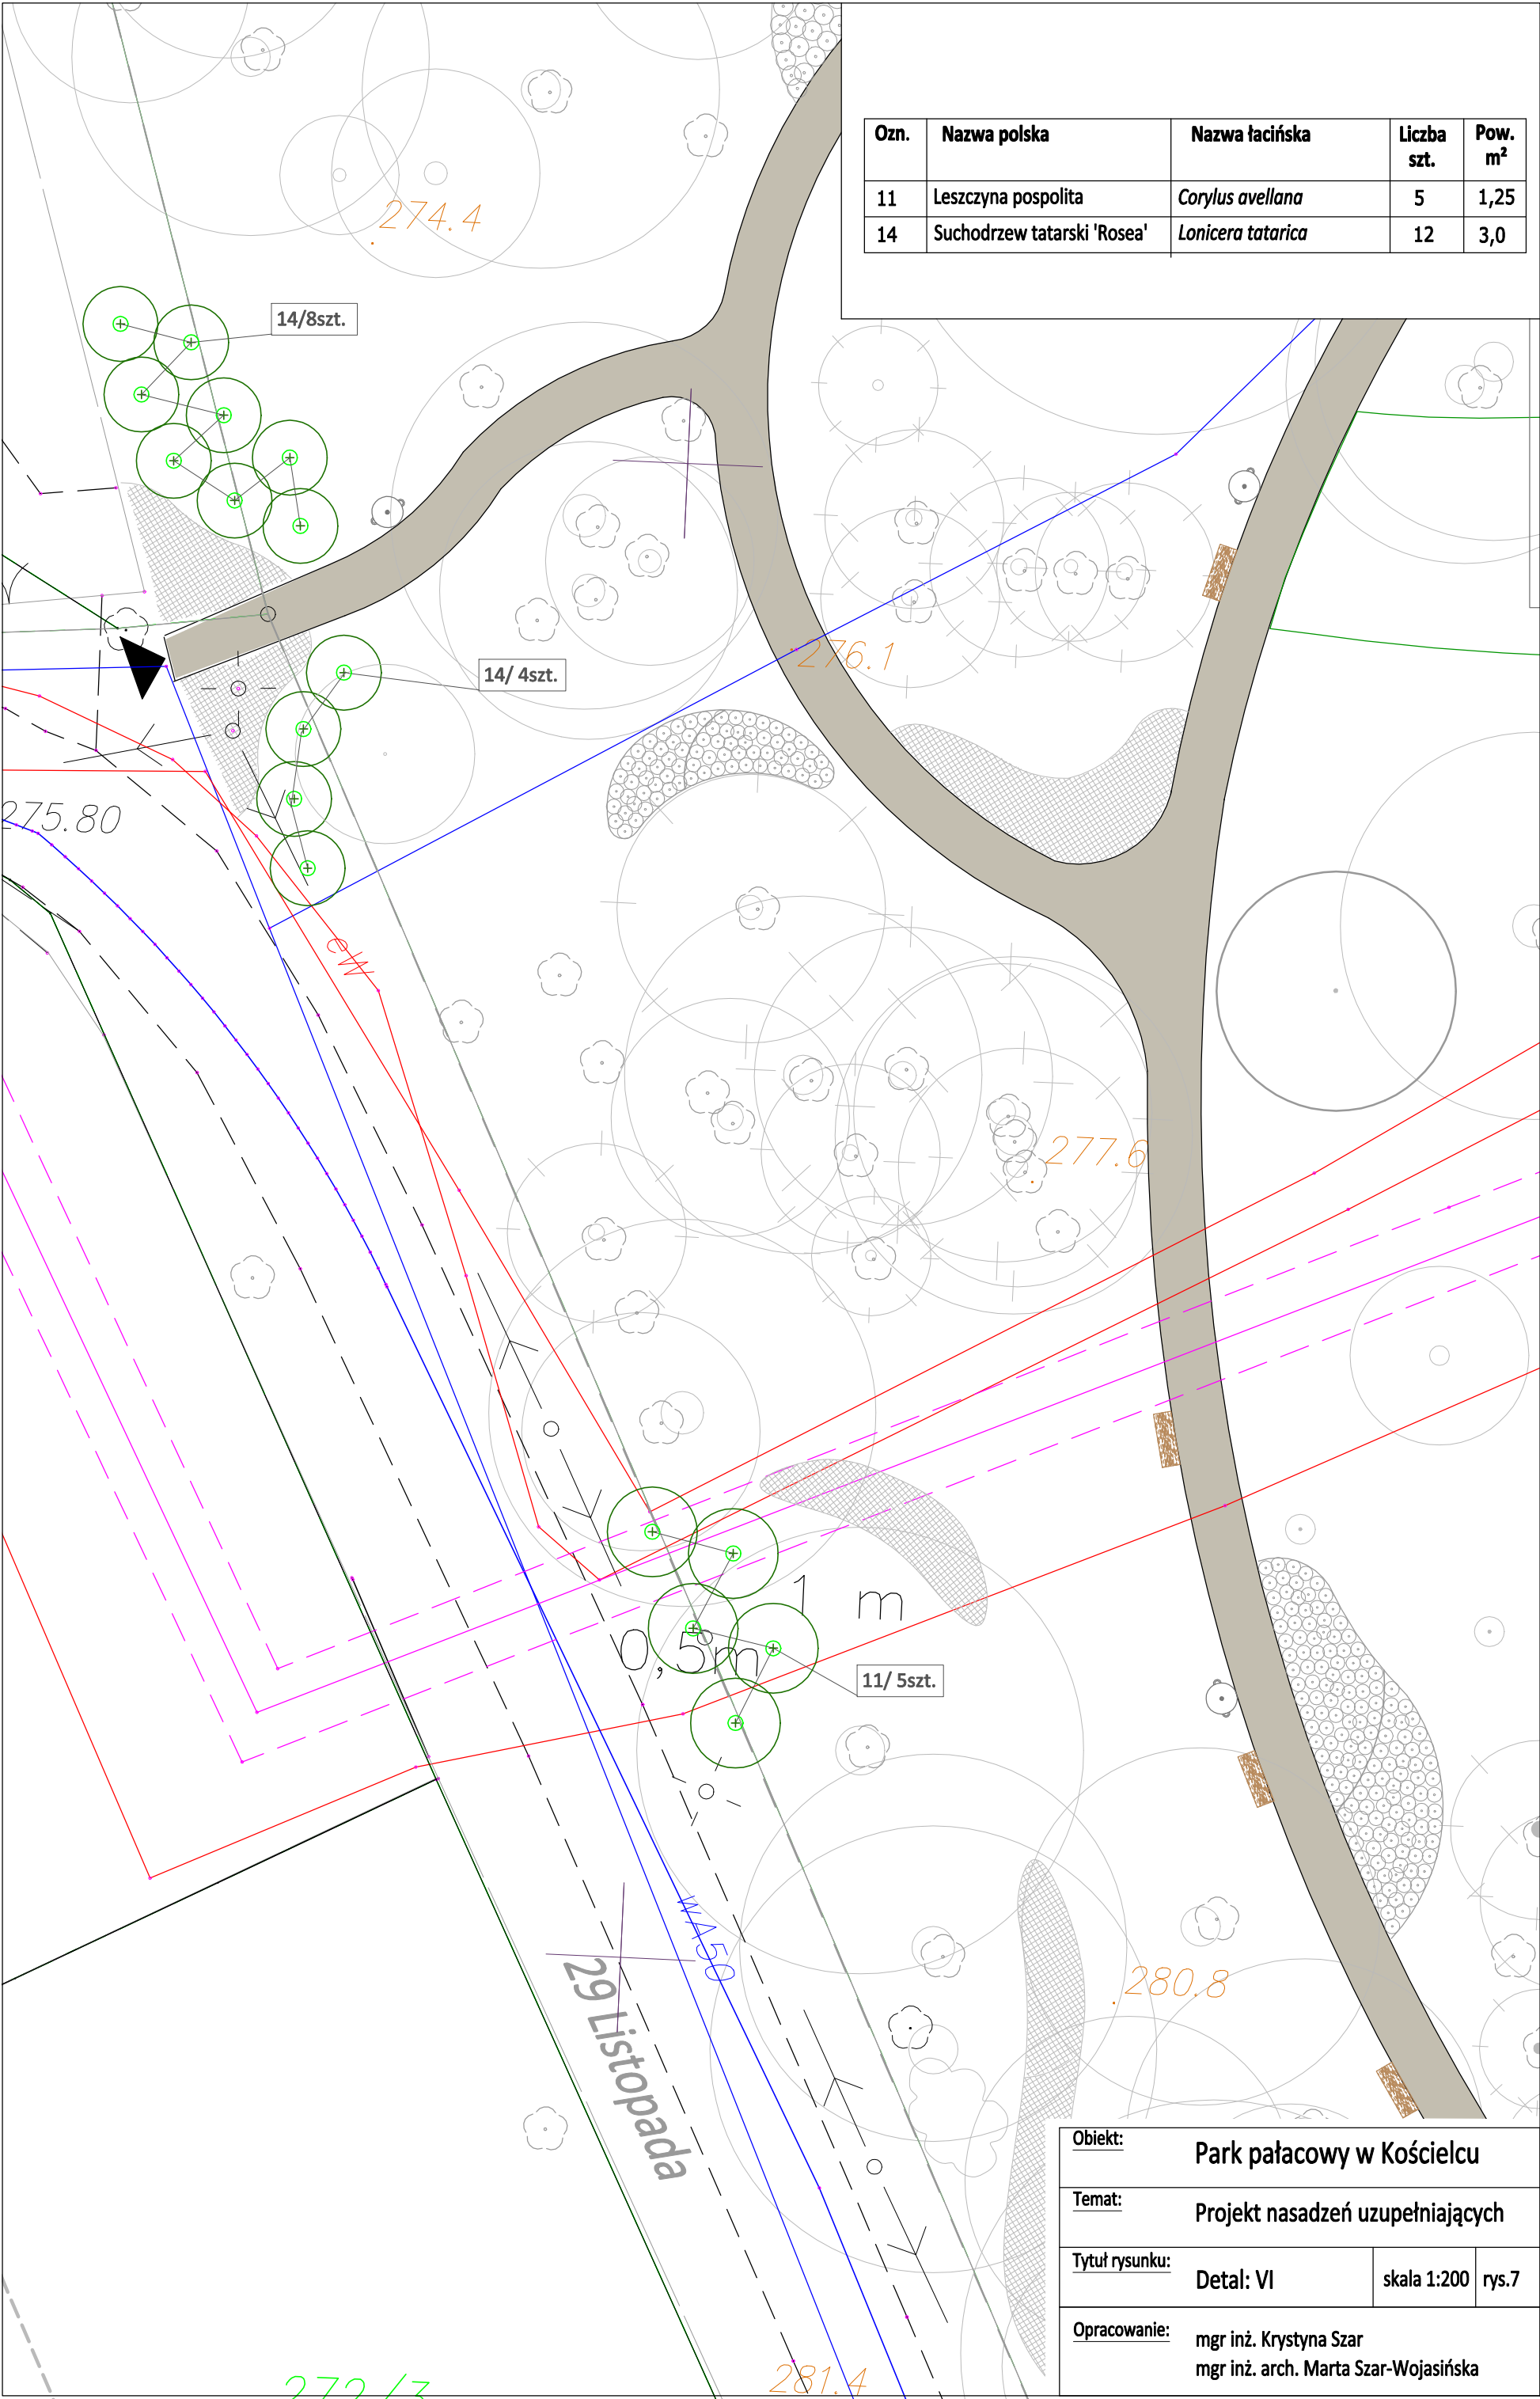 Ozn. Nazwa polska Nazwa łacińska Liczba szt. Pow. m²
11 Leszczyna pospolita Corylus avellana 5 1,25
14 Suchodrzew tatarski 'Rosea' Lonicera tatarica 12 3,0
274.4
14/8szt.
276.1
14/ 4szt.
275.80
eW
277.6
1 m
0,5m
11/ 5szt.
wA50
29 Listopada
280.8
281.4
272/3
Obiekt: Park pałacowy w Kościelcu
Temat: Projekt nasadzeń uzupełniających
Tytuł rysunku: Detal: VI skala 1:200 rys.7
Opracowanie: mgr inż. Krystyna Szar
mgr inż. arch. Marta Szar-Wojasińska